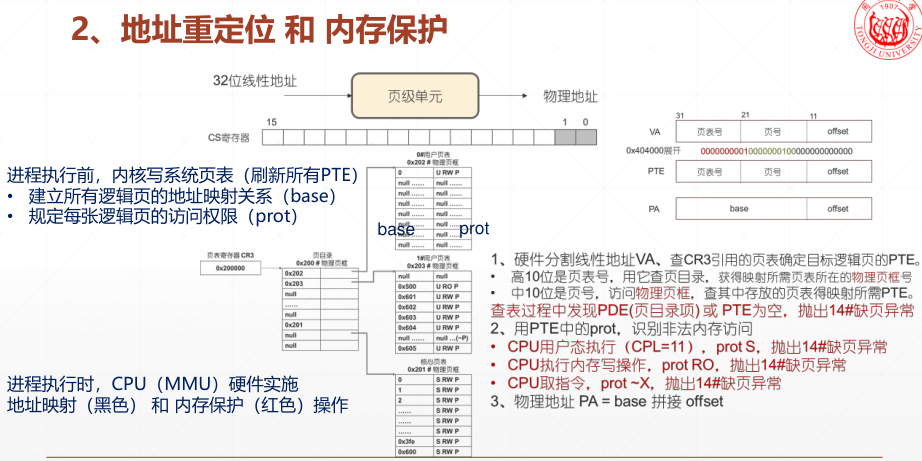 2、地址重定位 和 内存保护
1907
TONGJI UNIVERSITY
32位线性地址
页级单元
物理地址
15
1
0
CS寄存器
进程执行前，内核写系统页表（刷新所有PTE）
• 建立所有逻辑页的地址映射关系（base）
• 规定每张逻辑页的访问权限（prot）
0#用户页表
0x202 # 物理页框
0 U RW P
null …… null ……
null …… null ……
null …… null ……
null …… null ……
null …… null ……
null …… null ……
null …… null ……
base
prot
页表寄存器 CR3
0x200000
页目录
0x200 # 物理页框
0x202
0x203
null
……
null
0x201
null
null
1#用户页表
0x203 # 物理页框
null null
0x500 U RO P
0x601 U RW P
0x602 U RW P
0x603 U RW P
0x604 U RW P
null …… null …(~P)
0x605 U RW P
核心页表
0x201 # 物理页框
0 S RW P
1 S RW P
2 S RW P
…… S RW P
…… S RW P
…… S RW P
0x3fe S RW P
0x600 S RW P
进程执行时，CPU（MMU）硬件实施
地址映射（黑色） 和 内存保护（红色）操作
31
21
11
VA 页表号 页号 offset
0x404000展开 00000000010000000100000000000000
PTE 页表号 页号 offset
PA base offset
1、硬件分割线性地址VA、查CR3引用的页表确定目标逻辑页的PTE。
• 高10位是页表号，用它查页目录，获得映射所需页表所在的物理页框号
• 中10位是页号，访问物理页框，查其中存放的页表得映射所需PTE。
查表过程中发现PDE(页目录项) 或 PTE为空，抛出14#缺页异常
2、用PTE中的prot，识别非法内存访问
• CPU用户态执行（CPL=11），prot S，抛出14#缺页异常
• CPU执行内存写操作，prot RO，抛出14#缺页异常
• CPU取指令，prot ~X，抛出14#缺页异常
3、物理地址 PA = base 拼接 offset